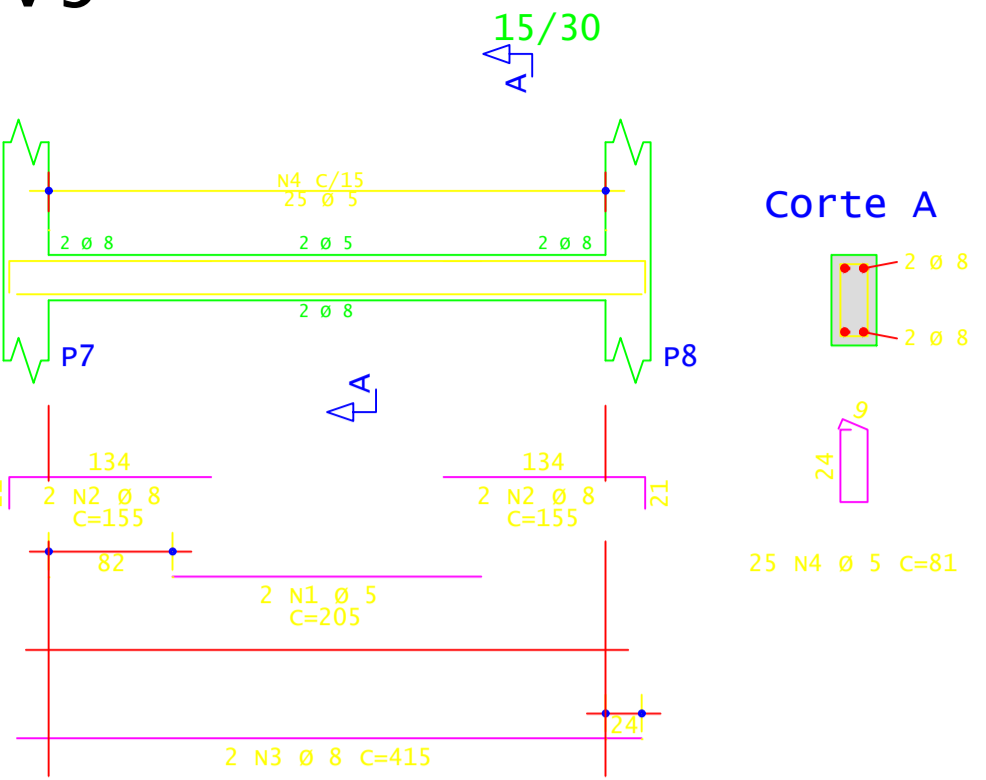 15/30
A
N4 C/15
25 Ø 5
Corte A
2 Ø 8
2 Ø 5
2 Ø 8
2 Ø 8
2 Ø 8
2 Ø 8
P7
P8
A
134
134
9
24
2 N2 Ø 8
C=155
2 N2 Ø 8
C=155
21
82
25 N4 Ø 5 C=81
2 N1 Ø 5
C=205
24
2 N3 Ø 8 C=415